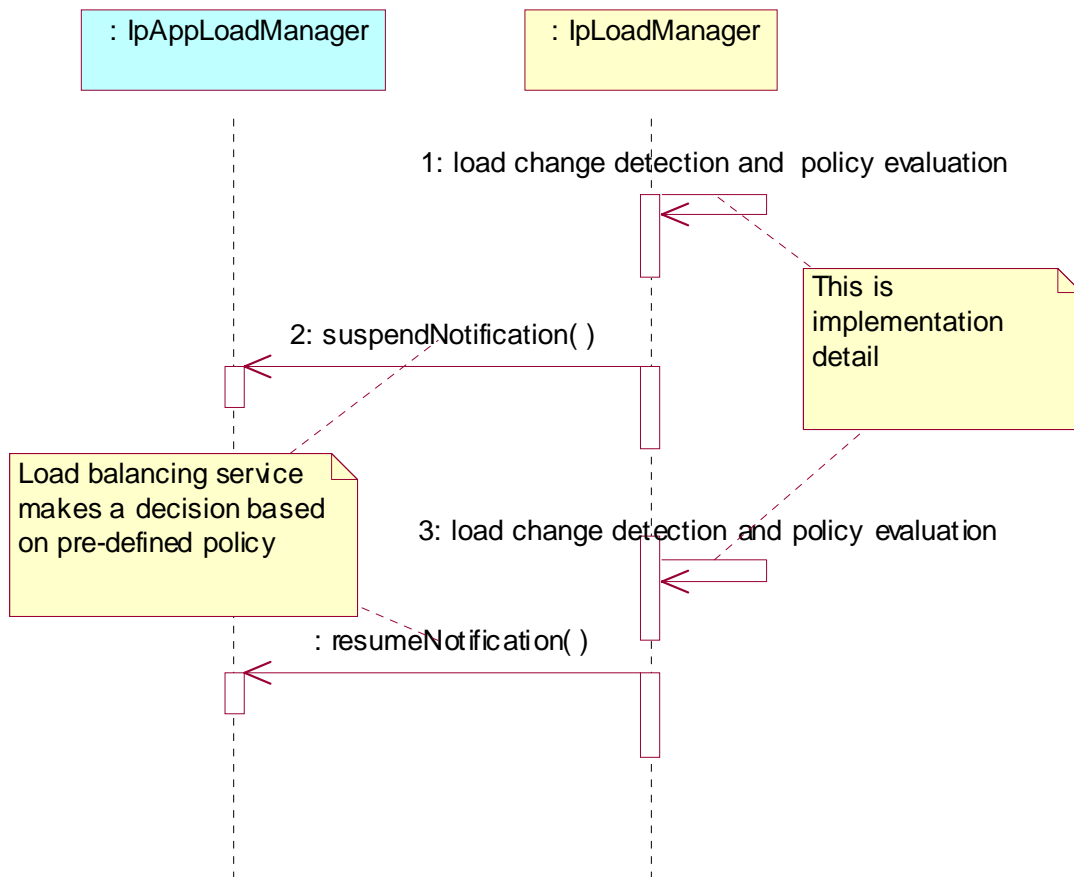 : IpAppLoadManager
: IpLoadManager
1: load change detection and policy evaluation
This is
implementation
detail
2: suspendNotification( )
Load balancing service
makes a decision based
on pre-defined policy
3: load change detection and policy evaluation
: resumeNotification( )